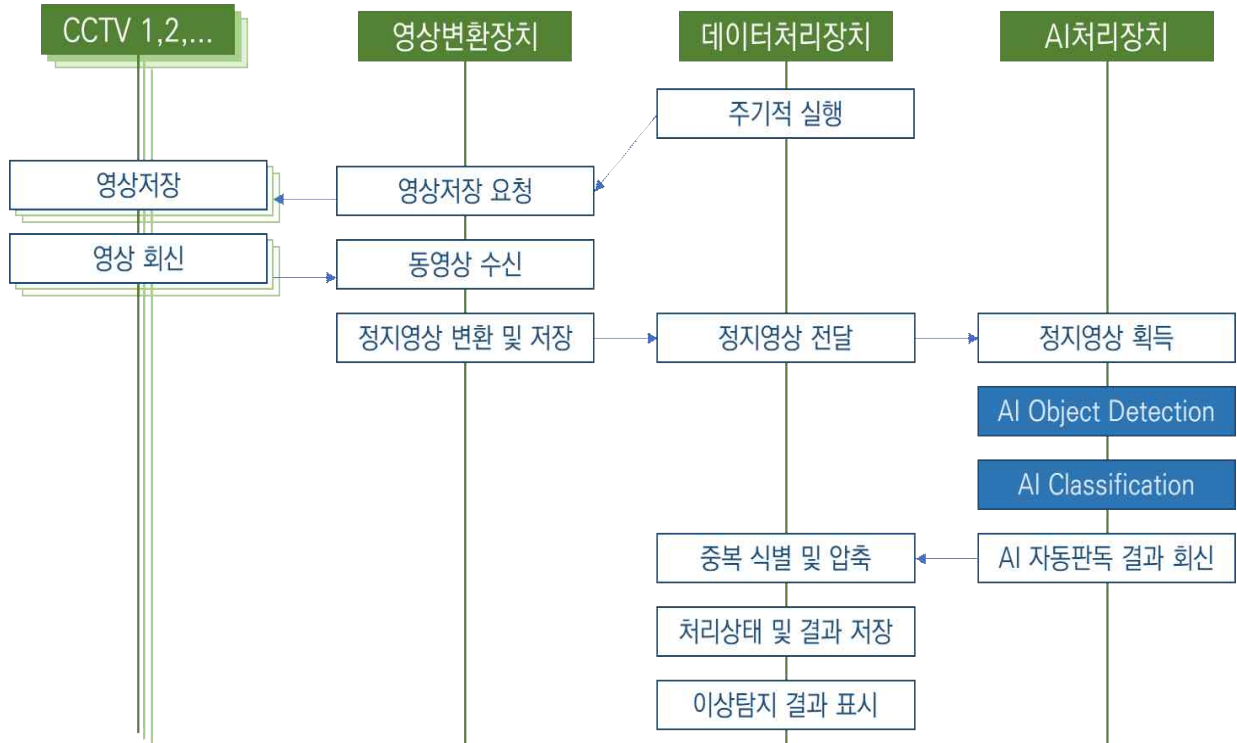 CCTV 1,2,...
영상변환장치
데이터처리장치
AI처리장치
주기적 실행
영상저장
영상저장 요청
영상 회신
동영상 수신
정지영상 변환 및 저장
정지영상 전달
정지영상 획득
AI Object Detection
AI Classification
중복 식별 및 압축
AI 자동판독 결과 회신
처리상태 및 결과 저장
이상탐지 결과 표시